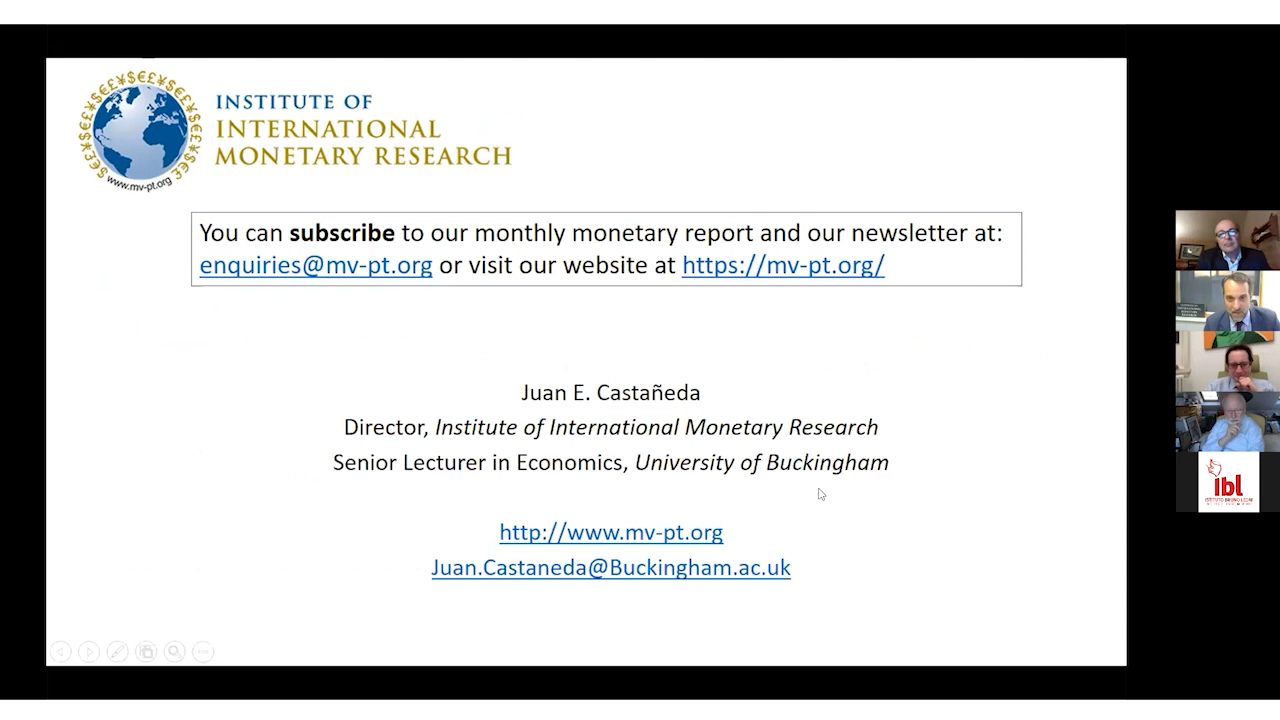 INSTITUTE OF
INTERNATIONAL
MONETARY RESEARCH
www.mv-pt.org
You can subscribe to our monthly monetary report and our newsletter at:
enquiries@mv-pt.org or visit our website at https://mv-pt.org/
Juan E. Castañeda
Director, Institute of International Monetary Research
Senior Lecturer in Economics, University of Buckingham
http://www.mv-pt.org
Juan.Castaneda@Buckingham.ac.uk
ibl
ISTITUTO BRUNO LEONI